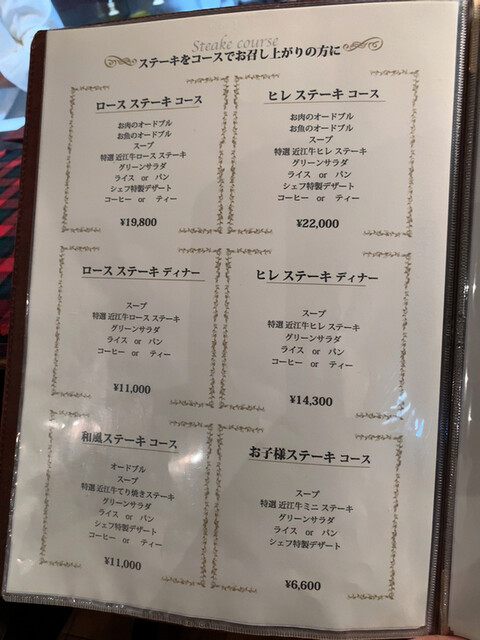 Steake course
ステーキをコースでお召し上がりの方に
ロース ステーキ コース
お肉のオードブル
お魚のオードブル
スープ
特選 近江牛ロース ステーキ
グリーンサラダ
ライス or パン
シェフ特製デザート
コーヒー or ティー
¥19,800
ヒレ ステーキ コース
お肉のオードブル
お魚のオードブル
スープ
特選 近江牛ヒレ ステーキ
グリーンサラダ
ライス or パン
シェフ特製デザート
コーヒー or ティー
¥22,000
ロース ステーキ ディナー
スープ
特選 近江牛ロース ステーキ
グリーンサラダ
ライス or パン
コーヒー or ティー
¥11,000
ヒレ ステーキ ディナー
スープ
特選 近江牛ヒレ ステーキ
グリーンサラダ
ライス or パン
コーヒー or ティー
¥14,300
和風ステーキ コース
オードブル
スープ
特選 近江牛てり焼きステーキ
グリーンサラダ
ライス or パン
シェフ特製デザート
コーヒー or ティー
¥11,000
お子様ステーキ コース
スープ
特選 近江牛ミニ ステーキ
グリーンサラダ
ライス or パン
シェフ特製デザート
¥6,600